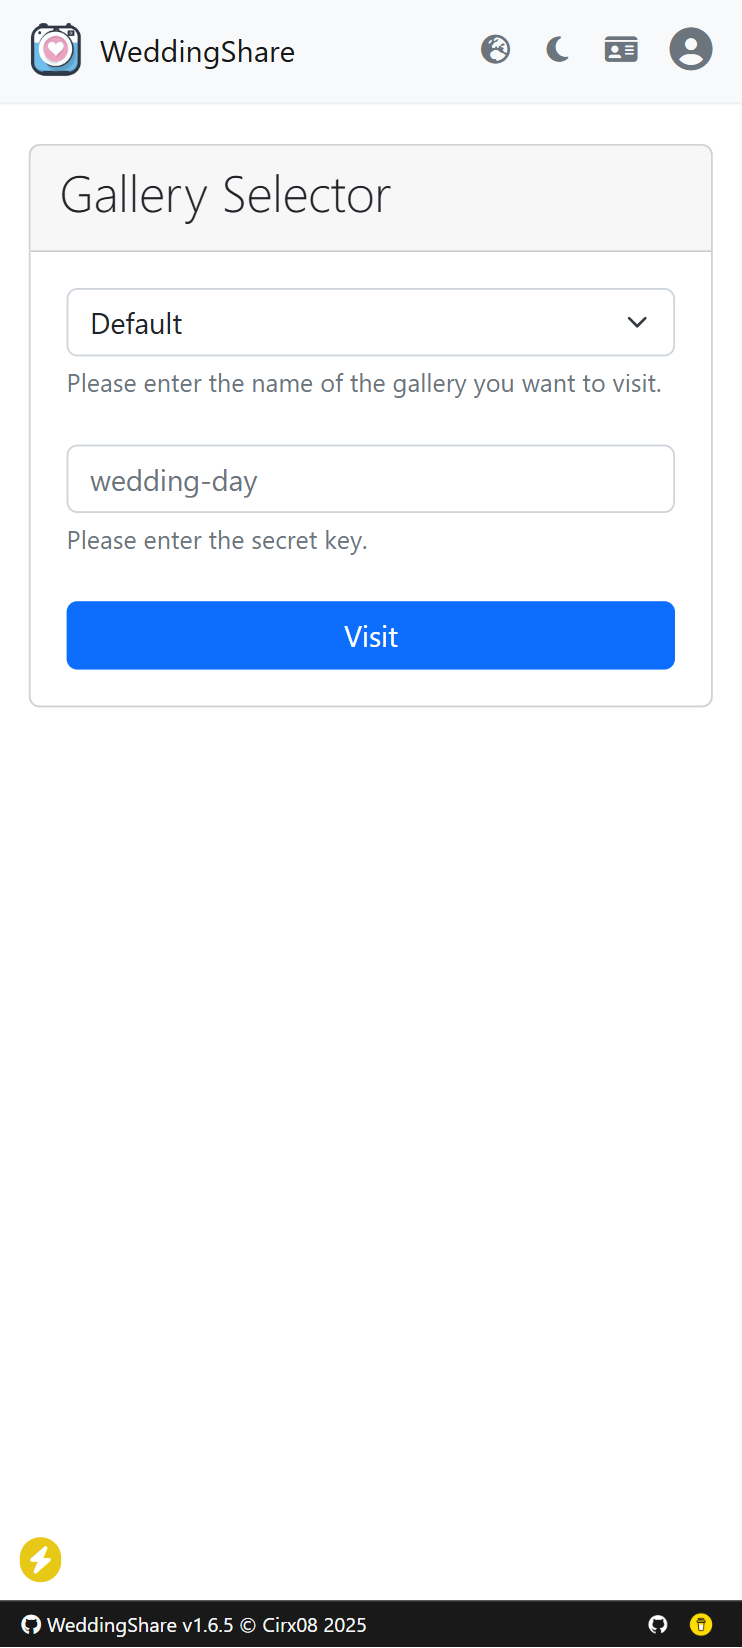 WeddingShare
Gallery Selector
Default
Please enter the name of the gallery you want to visit.
wedding-day
Please enter the secret key.
Visit
WeddingShare v1.6.5 © Cirx08 2025